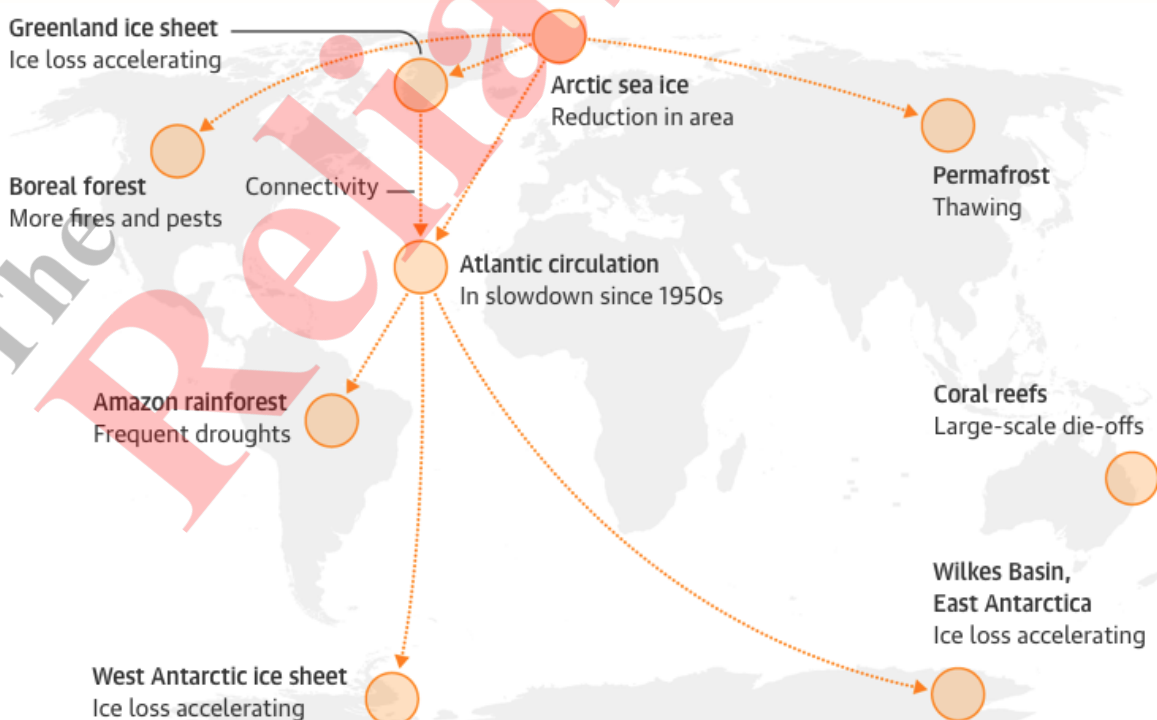 Greenland ice sheet
Ice loss accelerating
Arctic sea ice
Reduction in area
Boreal forest
More fires and pests
Connectivity
Permafrost
Thawing
Atlantic circulation
In slowdown since 1950s
Amazon rainforest
Frequent droughts
Coral reefs
Large-scale die-offs
Wilkes Basin,
East Antarctica
Ice loss accelerating
West Antarctic ice sheet
Ice loss accelerating
The